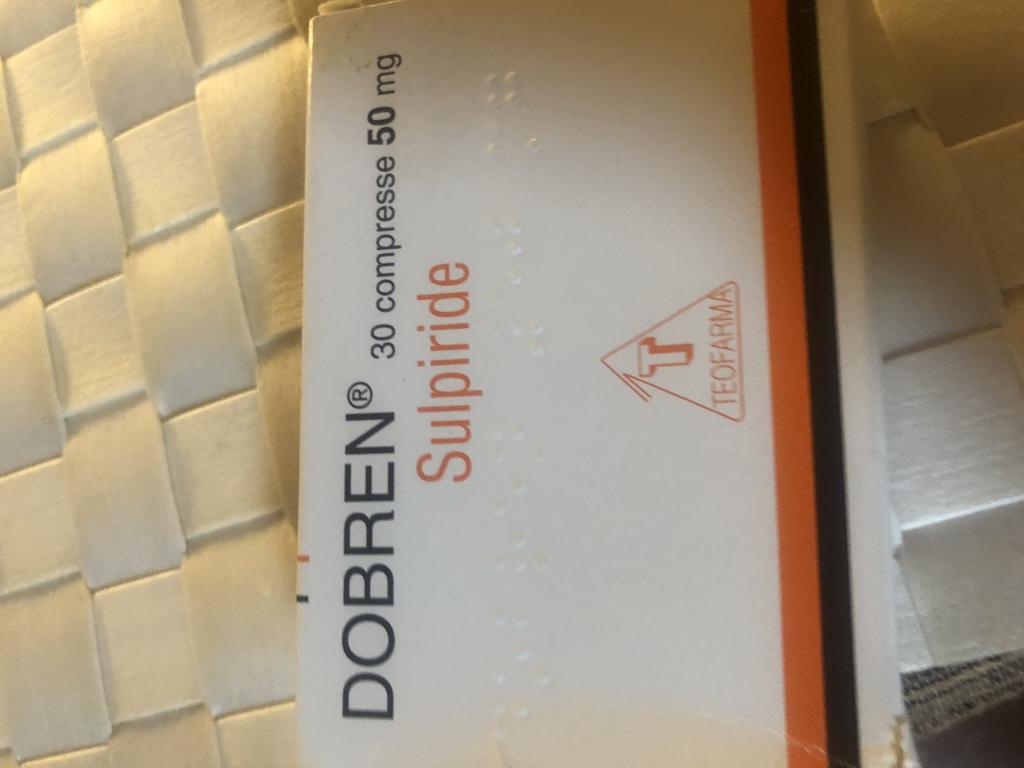 DOBREN® 30 compresse 50 mg
Sulpiride
T
TEOFARMA